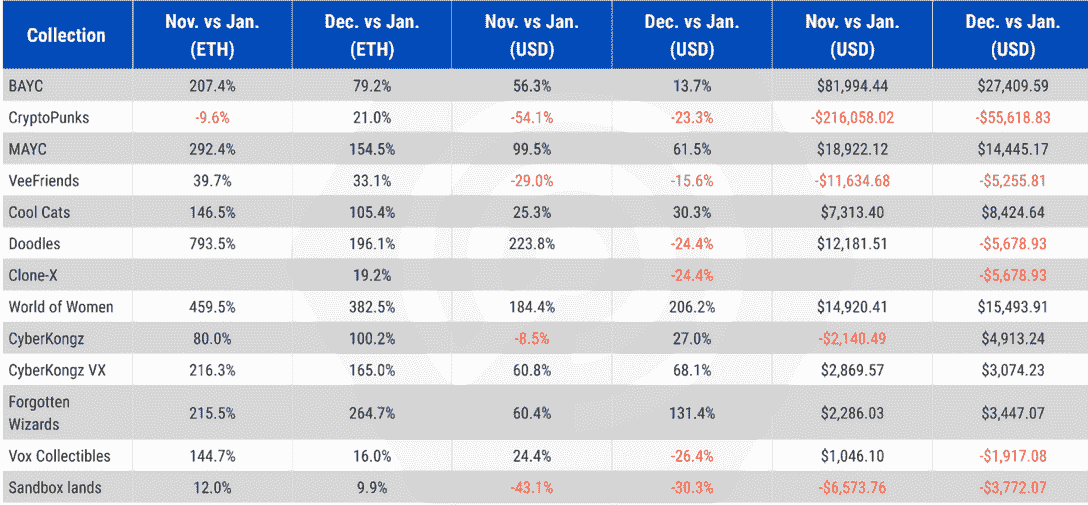 Collection Nov. vs Jan. (ETH) Dec. vs Jan. (ETH) Nov. vs Jan. (USD) Dec. vs Jan. (USD) Nov. vs Jan. (USD) Dec. vs Jan. (USD)
BAYC 207.4% 79.2% 56.3% 13.7% $81,994.44 $27,409.59
CryptoPunks -9.6% 21.0% -54.1% -23.3% -$216,058.02 -$55,618.83
MAYC 292.4% 154.5% 99.5% 61.5% $18,922.12 $14,445.17
VeeFriends 39.7% 33.1% -29.0% -15.6% -$11,634.68 -$5,255.81
Cool Cats 146.5% 105.4% 25.3% 30.3% $7,313.40 $8,424.64
Doodles 793.5% 196.1% 223.8% -24.4% $12,181.51 -$5,678.93
Clone-X 19.2% -24.4% -$5,678.93
World of Women 459.5% 382.5% 184.4% 206.2% $14,920.41 $15,493.91
CyberKongz 80.0% 100.2% -8.5% 27.0% -$2,140.49 $4,913.24
CyberKongz VX 216.3% 165.0% 60.8% 68.1% $2,869.57 $3,074.23
Forgotten Wizards 215.5% 264.7% 60.4% 131.4% $2,286.03 $3,447.07
Vox Collectibles 144.7% 16.0% 24.4% -26.4% $1,046.10 -$1,917.08
Sandbox lands 12.0% 9.9% -43.1% -30.3% -$6,573.76 -$3,772.07